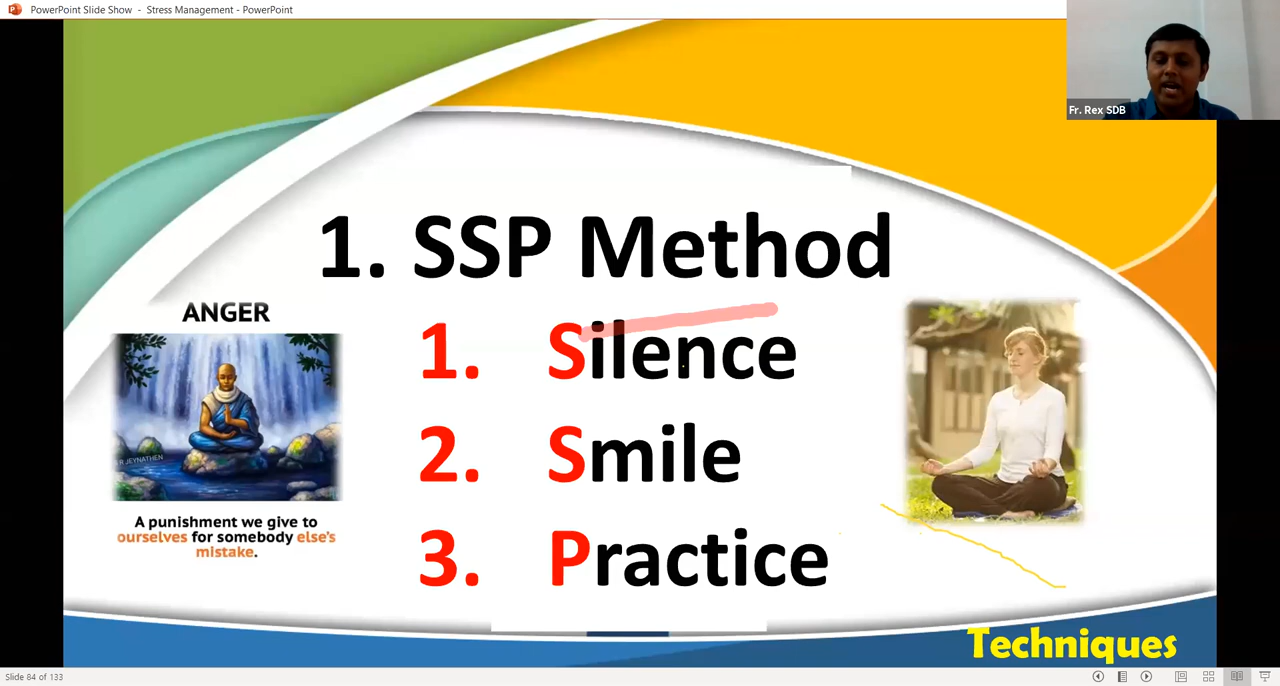 PowerPoint Slide Show - Stress Management - PowerPoint
Fr. Rex SDB
1. SSP Method
ANGER
1. Silence
2. Smile
3. Practice
R JEYNATHEN
A punishment we give to
ourselves for somebody else's
mistake.
Techniques
Slide 84 of 133